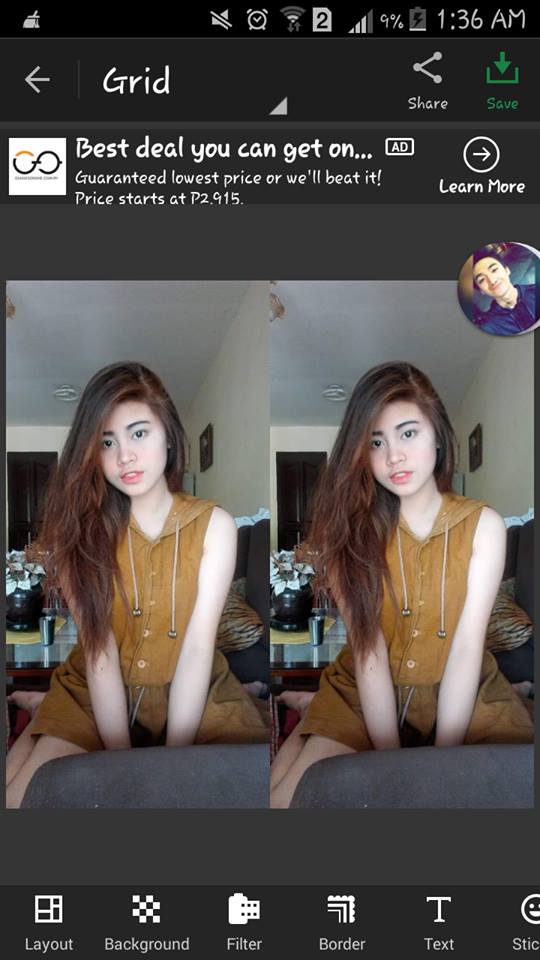 2 9% 1:36 AM
Grid
Share
Save
Best deal you can get on... AD
Guaranteed lowest price or we'll beat it!
Price starts at P2,915.
Learn More
Layout Background Filter Border Text Stic